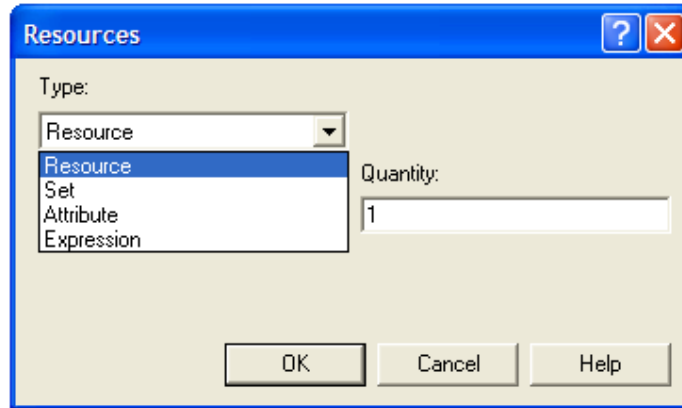 Resources
Type:
Resource
Resource
Set
Attribute
Expression
Quantity:
1
OK
Cancel
Help